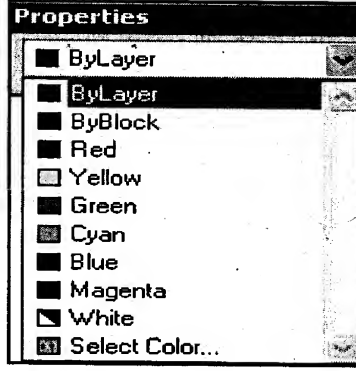 Properties
ByLayer
ByLayer
ByBlock
Red
Yellow
Green
Cyan
Blue
Magenta
White
Select Color...